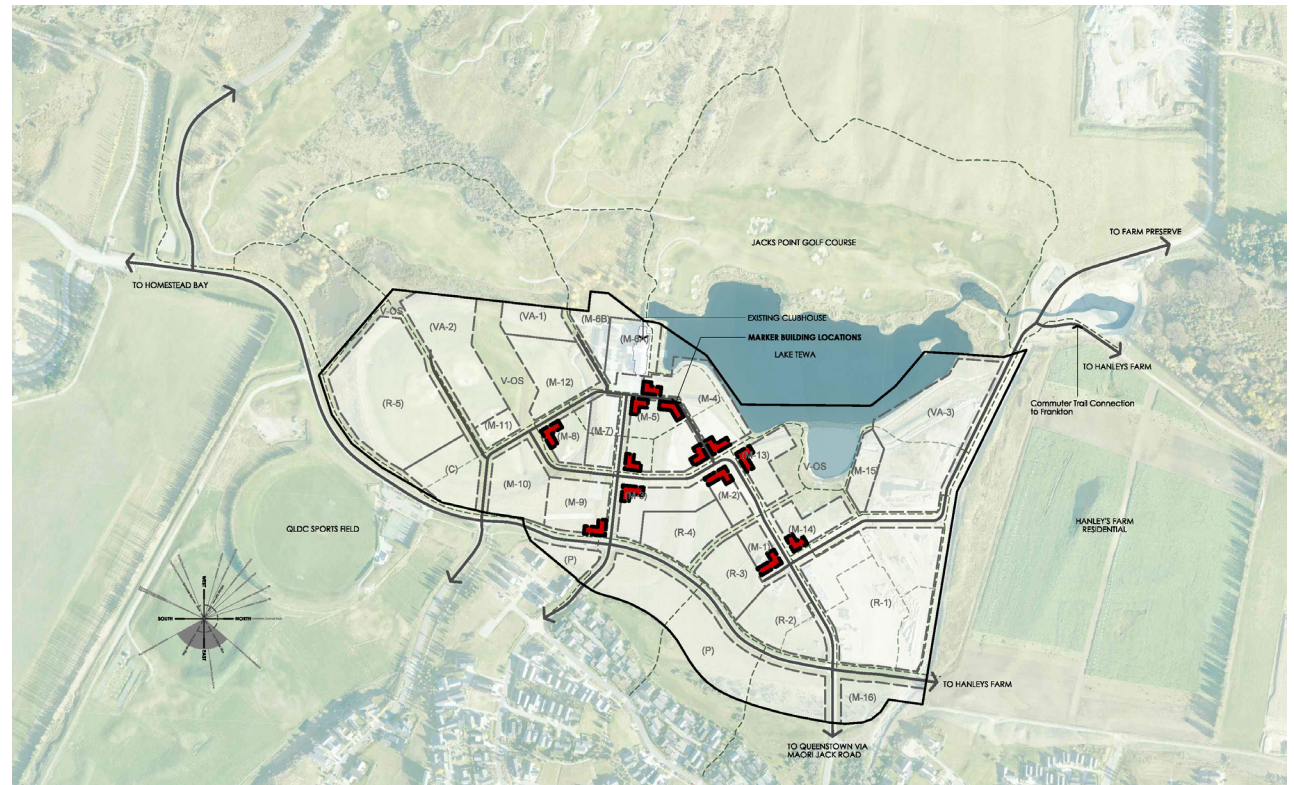 TO FARM PRESERVE
JACKS POINT GOLF COURSE
TO HOMESTEAD BAY
V-OS
(VA-2)
(VA-1)
(M-6B)
EXISTING CLUBHOUSE
MARKER BUILDING LOCATIONS
LAKE TEWA
TO HANLEYS FARM
Commuter Trail Connection
to Frankton
V-OS
(M-12)
(M-4)
(R-5)
(VA-3)
(M-5)
(M-11)
(M-8)
(M-7)
(M-13)
(C)
V-OS
(M-15)
(M-10)
(M-9)
(M-2)
QLDC SPORTS FIELD
HANLEY'S FARM
RESIDENTIAL
(R-4)
(M-14)
(P)
(R-3)
WEST
SOUTH
NORTH
EAST
(R-1)
(R-2)
(P)
TO HANLEYS FARM
(M-16)
TO QUEENSTOWN VIA
MAORI JACK ROAD